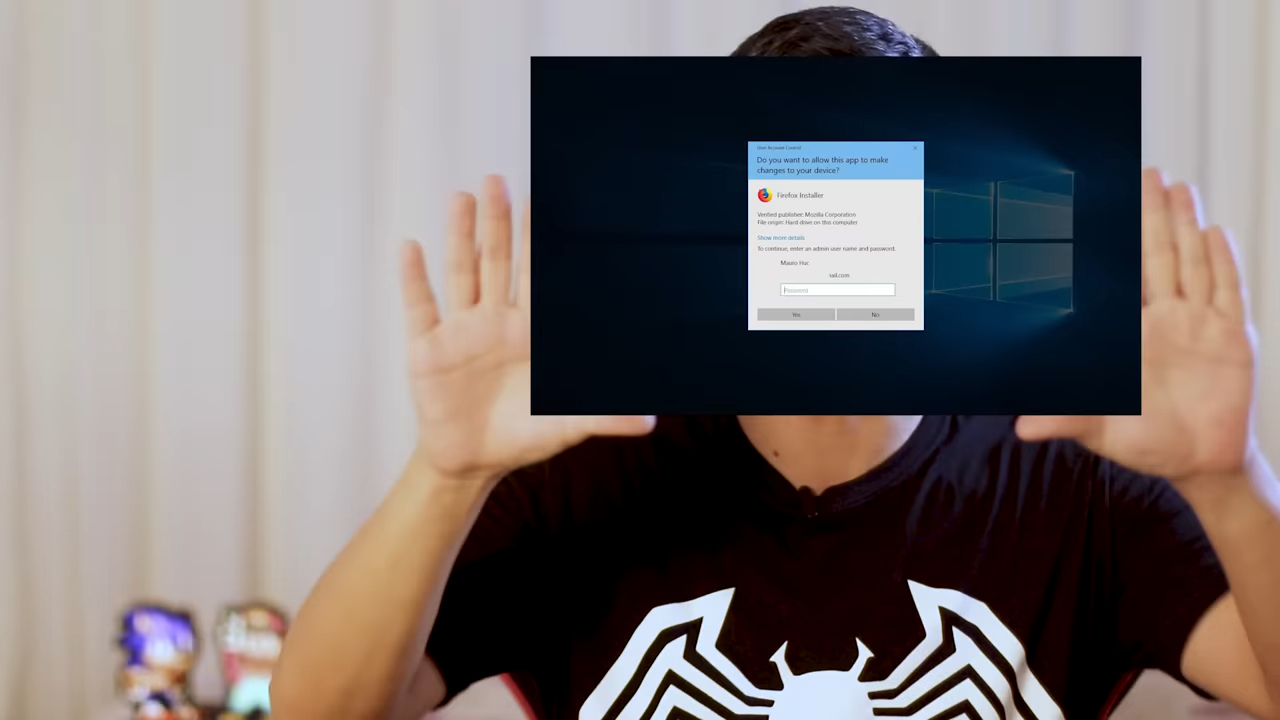 User Account Control
Do you want to allow this app to make
changes to your device?
Firefox Installer
Verified publisher: Mozilla Corporation
File origin: Hard drive on this computer
Show more details
To continue, enter an admin user name and password.
Mauro Huc
ail.com
Password
Yes
No